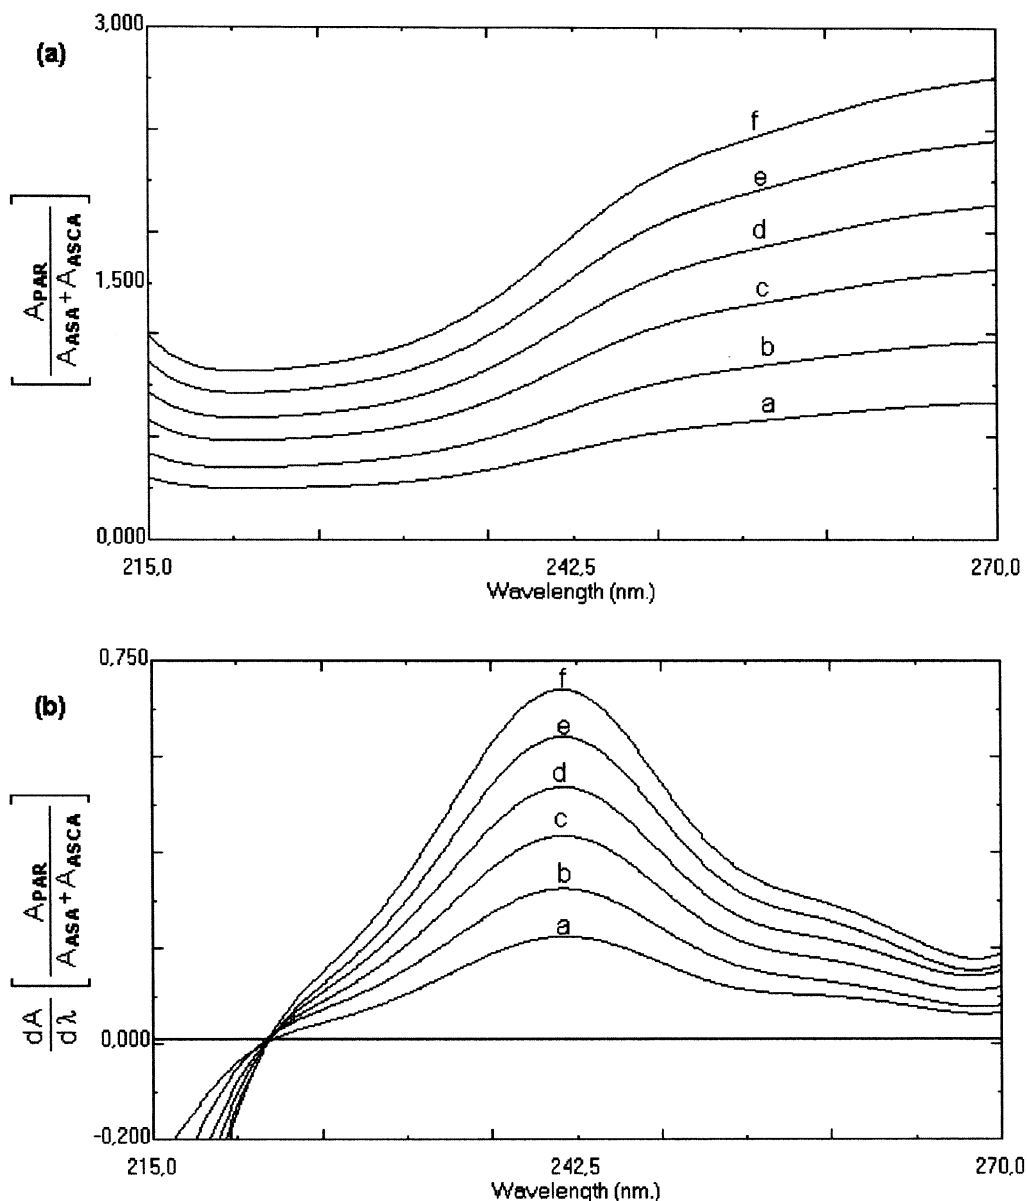 (a)
3,000
1.500
0,000
A_PAR
A_ASA + A_ASCA
f
e
d
c
b
a
215,0
242,5
270,0
Wavelength (nm.)
(b)
0,750
0,000
-0,200
dA
dλ
A_PAR
A_ASA + A_ASCA
f
e
d
c
b
a
215,0
242,5
270,0
Wavelength (nm.)